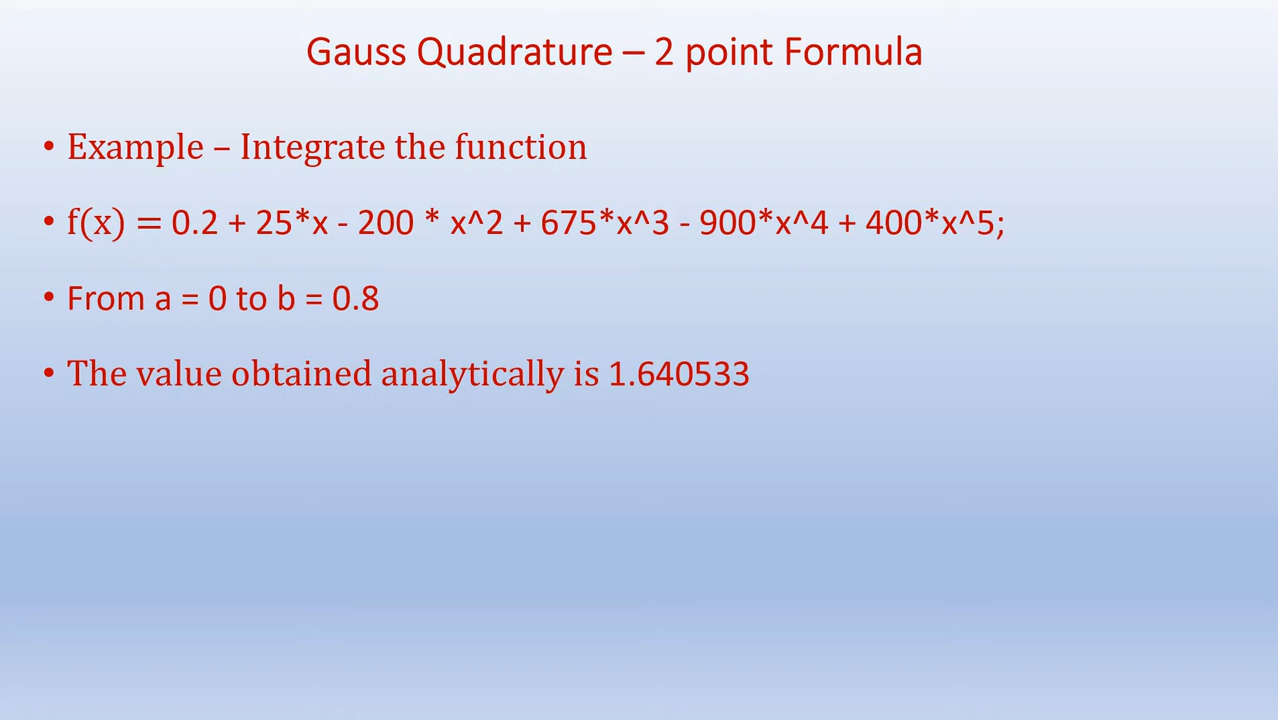 Gauss Quadrature – 2 point Formula
• Example – Integrate the function
• f(x) = 0.2 + 25*x - 200 * x^2 + 675*x^3 - 900*x^4 + 400*x^5;
• From a = 0 to b = 0.8
• The value obtained analytically is 1.640533